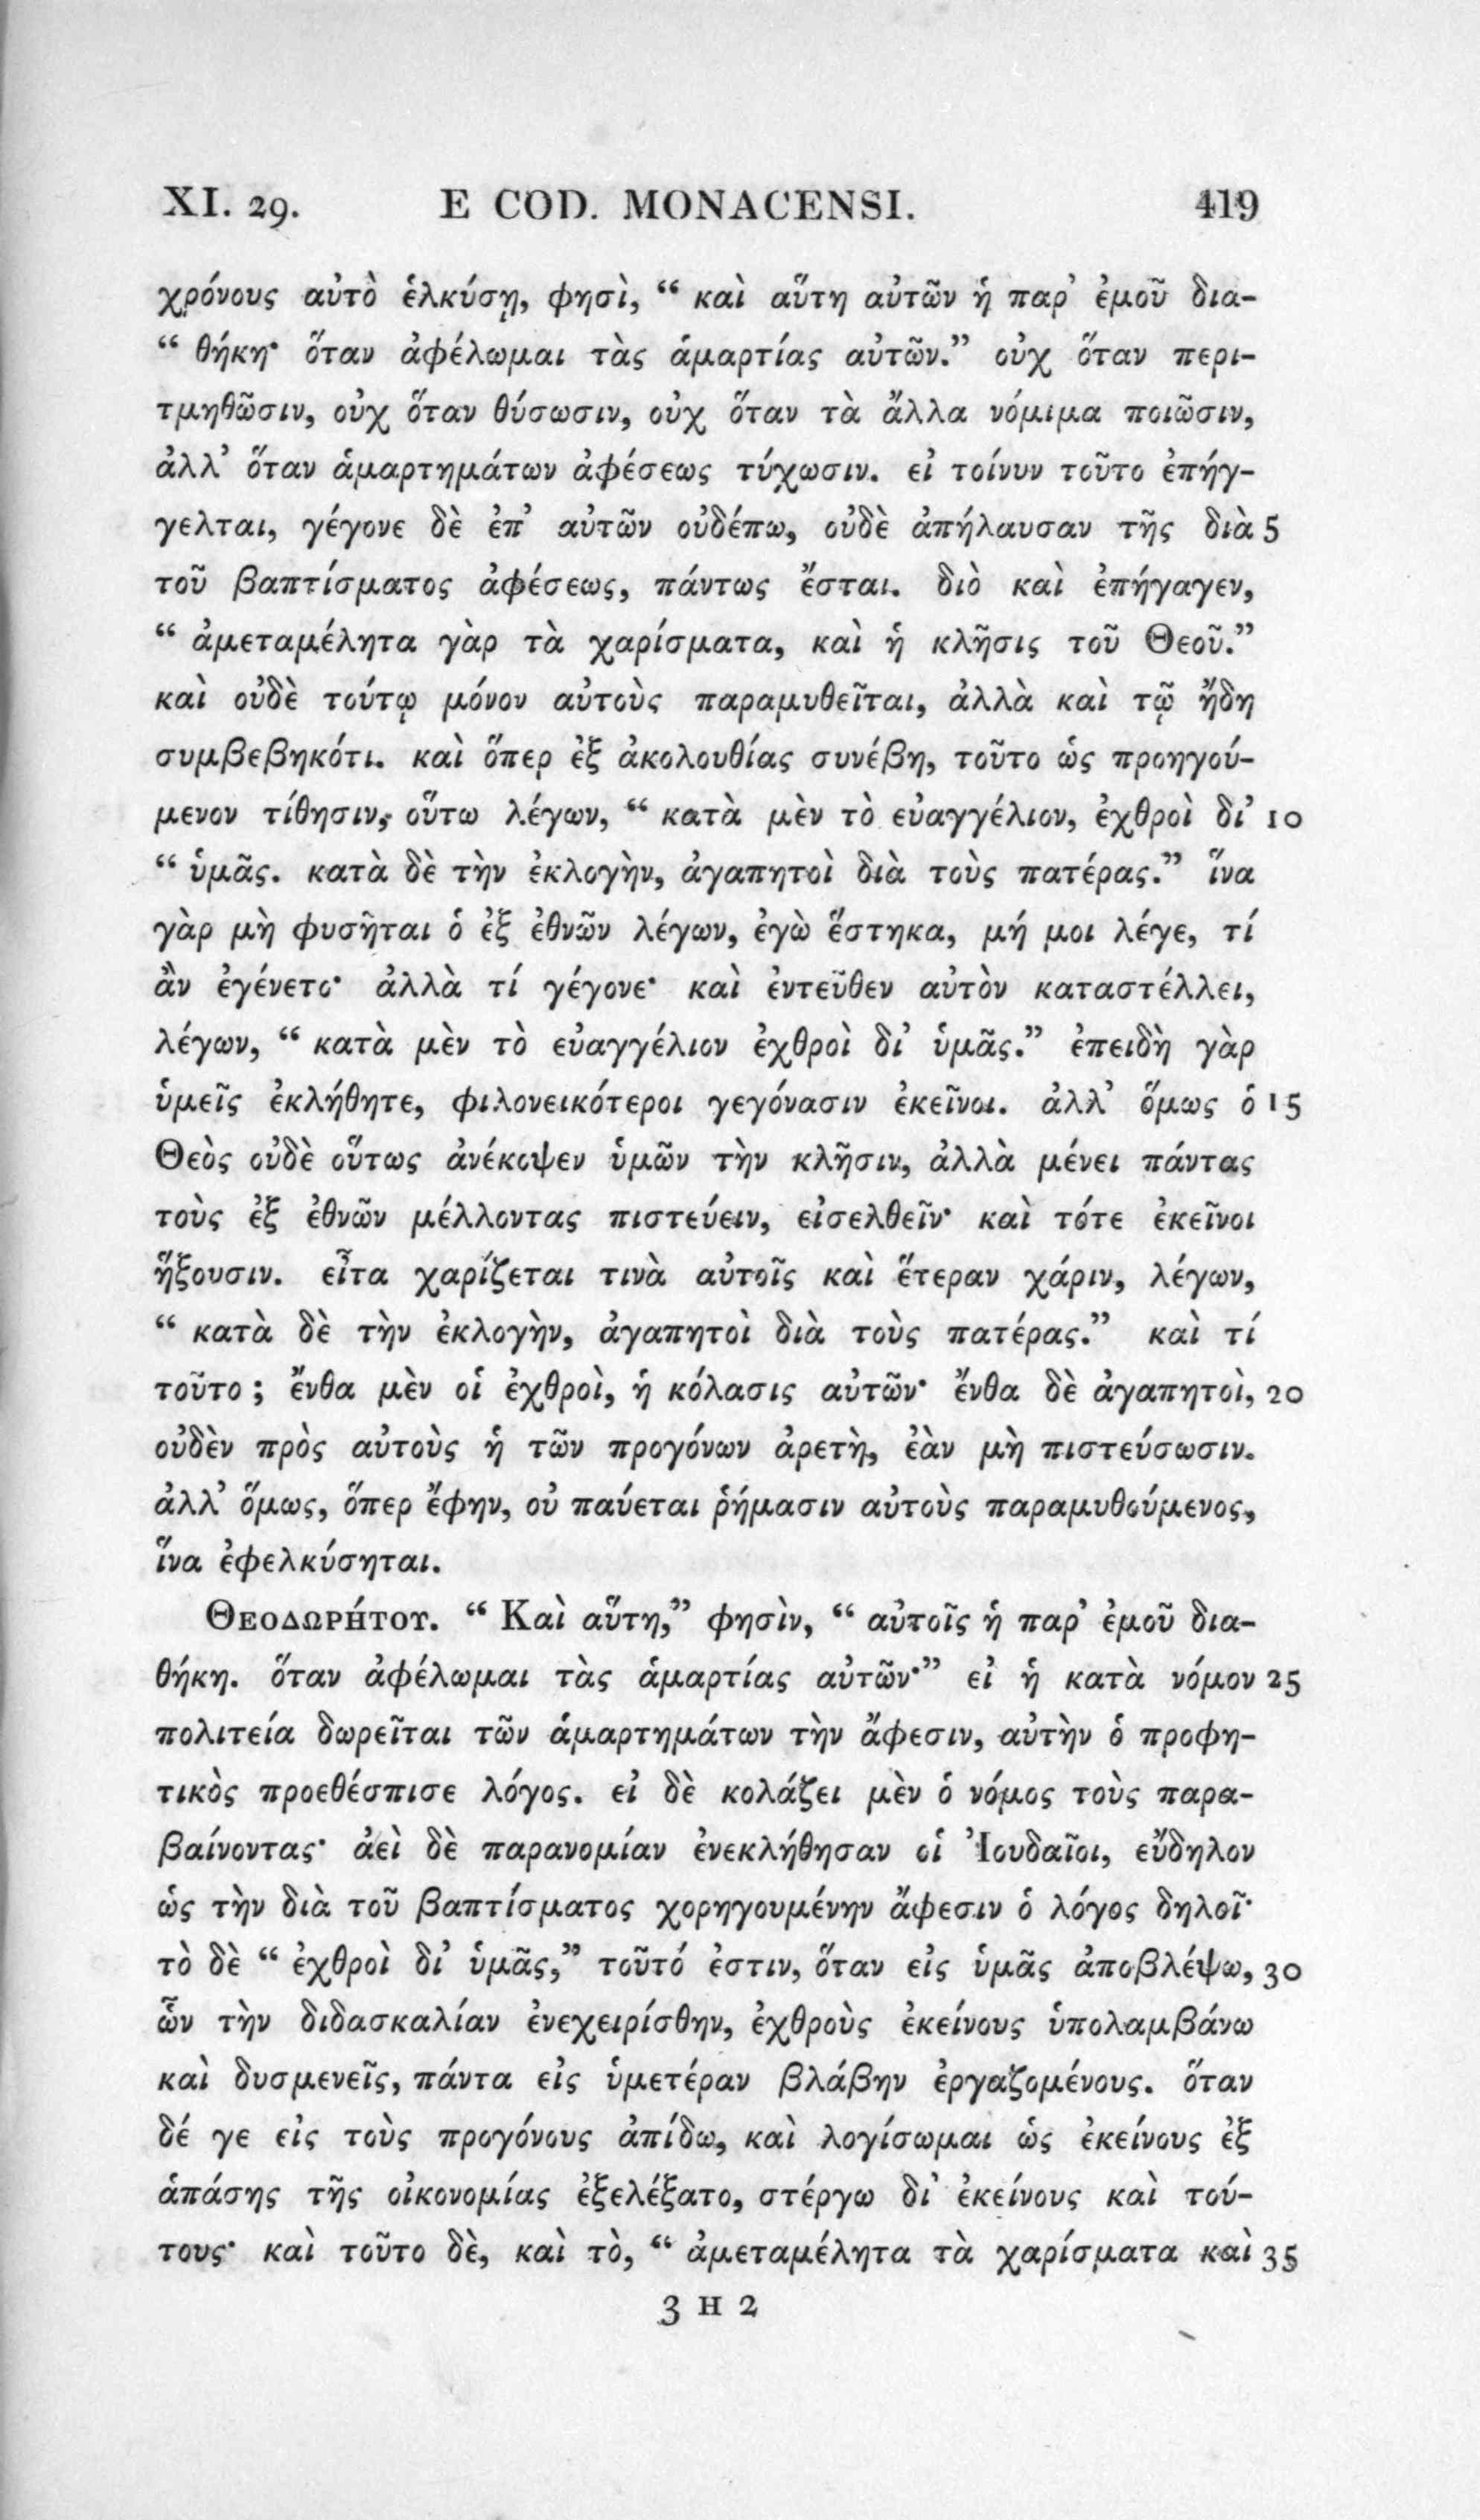 XI. 29. E COD. MONACENSI. 419
χρόνους αὐτὸ ἑλκύσῃ, φησὶ, “ καὶ αὕτη αὐτῶν ἡ παρ’ ἐμοῦ δια-
“ θήκη· ὅταν ἀφέλωμαι τὰς ἁμαρτίας αὐτῶν.” οὐχ ὅταν περι-
τμηθῶσιν, οὐχ ὅταν θύσωσιν, οὐχ ὅταν τὰ ἄλλα νόμιμα ποιῶσιν,
ἀλλ’ ὅταν ἁμαρτημάτων ἀφέσεως τύχωσιν. εἰ τοίνυν τοῦτο ἐπήγ-
γελται, γέγονε δὲ ἐπ’ αὐτῶν οὐδέπω, οὐδὲ ἀπήλαυσαν τῆς διὰ 5
τοῦ βαπτίσματος ἀφέσεως, πάντως ἔσται. διὸ καὶ ἐπήγαγεν,
“ ἀμεταμέλητα γὰρ τὰ χαρίσματα, καὶ ἡ κλῆσις τοῦ Θεοῦ.”
καὶ οὐδὲ τούτῳ μόνον αὐτοὺς παραμυθεῖται, ἀλλὰ καὶ τῷ ἤδη
συμβεβηκότι. καὶ ὅπερ ἐξ ἀκολουθίας συνέβη, τοῦτο ὡς προηγού-
μενον τίθησιν, οὕτω λέγων, “ κατὰ μὲν τὸ εὐαγγέλιον, ἐχθροὶ δι’ 10
“ ὑμᾶς. κατὰ δὲ τὴν ἐκλογὴν, ἀγαπητοὶ διὰ τοὺς πατέρας.” ἵνα
γὰρ μὴ φυσῆται ὁ ἐξ ἐθνῶν λέγων, ἐγὼ ἕστηκα, μή μοι λέγε, τί
ἂν ἐγένετο· ἀλλὰ τί γέγονε· καὶ ἐντεῦθεν αὐτὸν καταστέλλει,
λέγων, “ κατὰ μὲν τὸ εὐαγγέλιον ἐχθροὶ δι’ ὑμᾶς.” ἐπειδὴ γὰρ
ὑμεῖς ἐκλήθητε, φιλονεικότεροι γεγόνασιν ἐκεῖνοι. ἀλλ’ ὅμως ὁ 15
Θεὸς οὐδὲ οὕτως ἀνέκοψεν ὑμῶν τὴν κλῆσιν, ἀλλὰ μένει πάντας
τοὺς ἐξ ἐθνῶν μέλλοντας πιστεύειν, εἰσελθεῖν· καὶ τότε ἐκεῖνοι
ἥξουσιν. εἶτα χαρίζεται τινὰ αὐτοῖς καὶ ἕτεραν χάριν, λέγων,
“ κατὰ δὲ τὴν ἐκλογὴν, ἀγαπητοὶ διὰ τοὺς πατέρας.” καὶ τί
τοῦτο ; ἔνθα μὲν οἱ ἐχθροὶ, ἡ κόλασις αὐτῶν· ἔνθα δὲ ἀγαπητοὶ, 20
οὐδὲν πρὸς αὐτοὺς ἡ τῶν προγόνων ἀρετὴ, ἐὰν μὴ πιστεύσωσιν.
ἀλλ’ ὅμως, ὅπερ ἔφην, οὐ παύεται ῥήμασιν αὐτοὺς παραμυθούμενος,
ἵνα ἐφελκύσηται.
ΘΕΟΔΩΡΉΤΟΥ. “ Καὶ αὕτη,” φησὶν, “ αὐτοῖς ἡ παρ’ ἐμοῦ δια-
θήκη. ὅταν ἀφέλωμαι τὰς ἁμαρτίας αὐτῶν·” εἰ ἡ κατὰ νόμον 25
πολιτεία δωρεῖται τῶν ἁμαρτημάτων τὴν ἄφεσιν, αὐτὴν ὁ προφη-
τικὸς προεθέσπισε λόγος. εἰ δὲ κολάζει μὲν ὁ νόμος τοὺς παρα-
βαίνοντας· ἀεὶ δὲ παρανομίαν ἐνεκλήθησαν οἱ Ἰουδαῖοι, εὔδηλον
ὡς τὴν διὰ τοῦ βαπτίσματος χορηγουμένην ἄφεσιν ὁ λόγος δηλοῖ·
τὸ δὲ “ ἐχθροὶ δι’ ὑμᾶς,” τοῦτό ἐστιν, ὅταν εἰς ὑμᾶς ἀποβλέψω, 30
ὧν τὴν διδασκαλίαν ἐνεχειρίσθην, ἐχθροὺς ἐκείνους ὑπολαμβάνω
καὶ δυσμενεῖς, πάντα εἰς ὑμετέραν βλάβην ἐργαζομένους. ὅταν
δέ γε εἰς τοὺς προγόνους ἀπίδω, καὶ λογίσωμαι ὡς ἐκείνους ἐξ
ἁπάσης τῆς οἰκονομίας ἐξελέξατο, στέργω δι’ ἐκείνους καὶ τού-
τους· καὶ τοῦτο δὲ, καὶ τὸ, “ ἀμεταμέλητα τὰ χαρίσματα καὶ 35
3 H 2